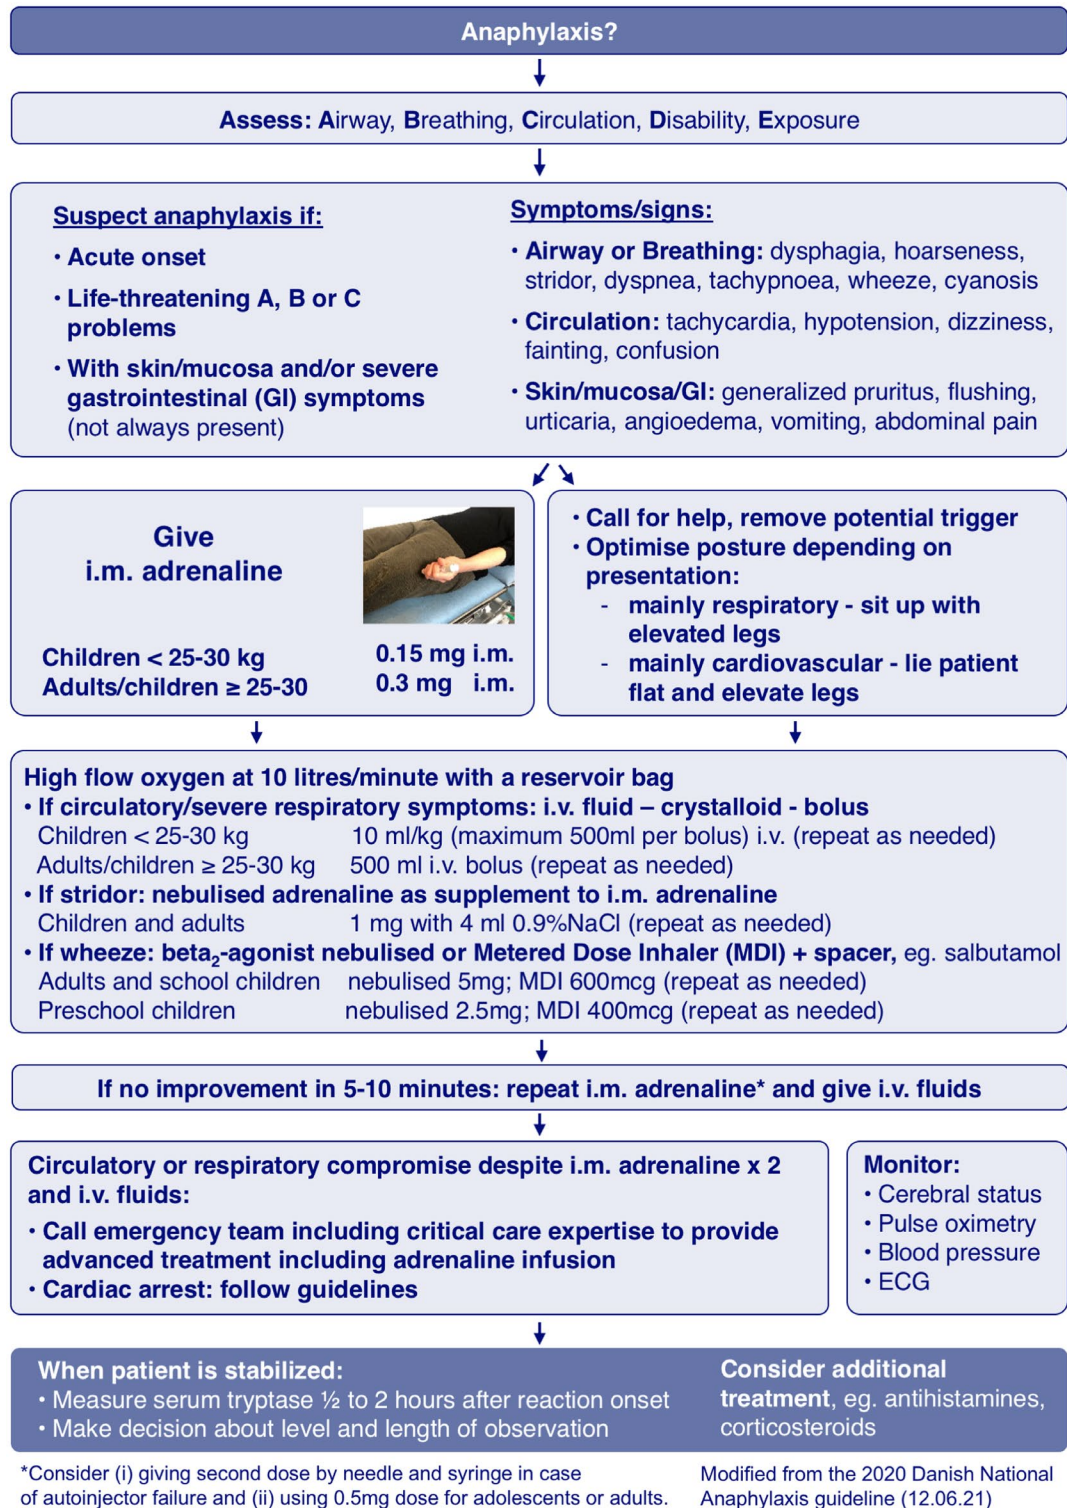 Anaphylaxis?
Assess: Airway, Breathing, Circulation, Disability, Exposure
Suspect anaphylaxis if:
• Acute onset
• Life-threatening A, B or C
problems
• With skin/mucosa and/or severe
gastrointestinal (GI) symptoms
(not always present)
Symptoms/signs:
• Airway or Breathing: dysphagia, hoarseness,
stridor, dyspnea, tachypnoea, wheeze, cyanosis
• Circulation: tachycardia, hypotension, dizziness,
fainting, confusion
• Skin/mucosa/GI: generalized pruritus, flushing,
urticaria, angioedema, vomiting, abdominal pain
Give
i.m. adrenaline
Children < 25-30 kg 0.15 mg i.m.
Adults/children ≥ 25-30 0.3 mg i.m.
• Call for help, remove potential trigger
• Optimise posture depending on
presentation:
- mainly respiratory - sit up with
elevated legs
- mainly cardiovascular - lie patient
flat and elevate legs
High flow oxygen at 10 litres/minute with a reservoir bag
• If circulatory/severe respiratory symptoms: i.v. fluid – crystalloid - bolus
Children < 25-30 kg 10 ml/kg (maximum 500ml per bolus) i.v. (repeat as needed)
Adults/children ≥ 25-30 kg 500 ml i.v. bolus (repeat as needed)
• If stridor: nebulised adrenaline as supplement to i.m. adrenaline
Children and adults 1 mg with 4 ml 0.9%NaCl (repeat as needed)
• If wheeze: beta2-agonist nebulised or Metered Dose Inhaler (MDI) + spacer, eg. salbutamol
Adults and school children nebulised 5mg; MDI 600mcg (repeat as needed)
Preschool children nebulised 2.5mg; MDI 400mcg (repeat as needed)
If no improvement in 5-10 minutes: repeat i.m. adrenaline* and give i.v. fluids
Circulatory or respiratory compromise despite i.m. adrenaline x 2
and i.v. fluids:
• Call emergency team including critical care expertise to provide
advanced treatment including adrenaline infusion
• Cardiac arrest: follow guidelines
Monitor:
• Cerebral status
• Pulse oximetry
• Blood pressure
• ECG
When patient is stabilized:
• Measure serum tryptase ½ to 2 hours after reaction onset
• Make decision about level and length of observation
Consider additional
treatment, eg. antihistamines,
corticosteroids
*Consider (i) giving second dose by needle and syringe in case
of autoinjector failure and (ii) using 0.5mg dose for adolescents or adults.
Modified from the 2020 Danish National
Anaphylaxis guideline (12.06.21)